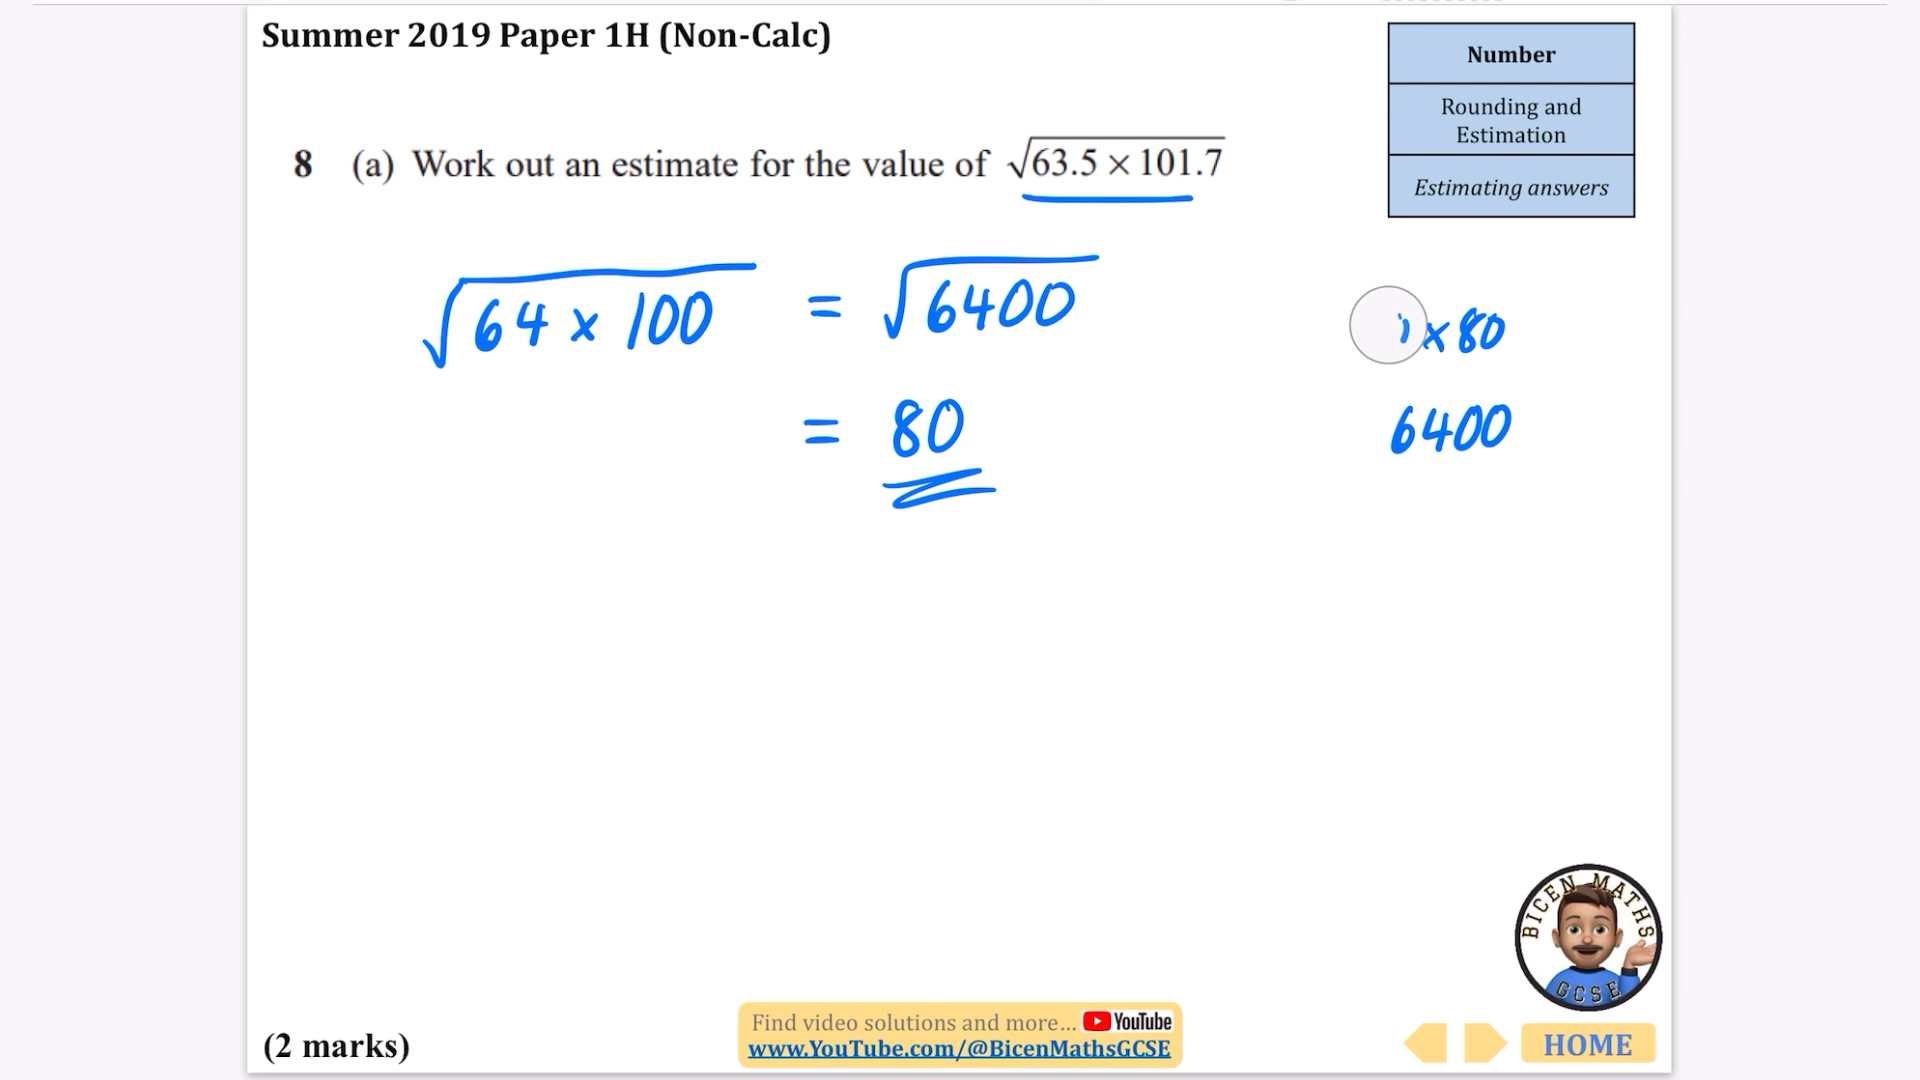 Summer 2019 Paper 1H (Non-Calc)
Number
Rounding and
Estimation
Estimating answers
8 (a) Work out an estimate for the value of √63.5 × 101.7
√64 × 100 = √6400
= 80
× 80
6400
BICEN MATHS
GCSE
(2 marks)
Find video solutions and more... YouTube
www.YouTube.com/@BicenMathsGCSE
HOME